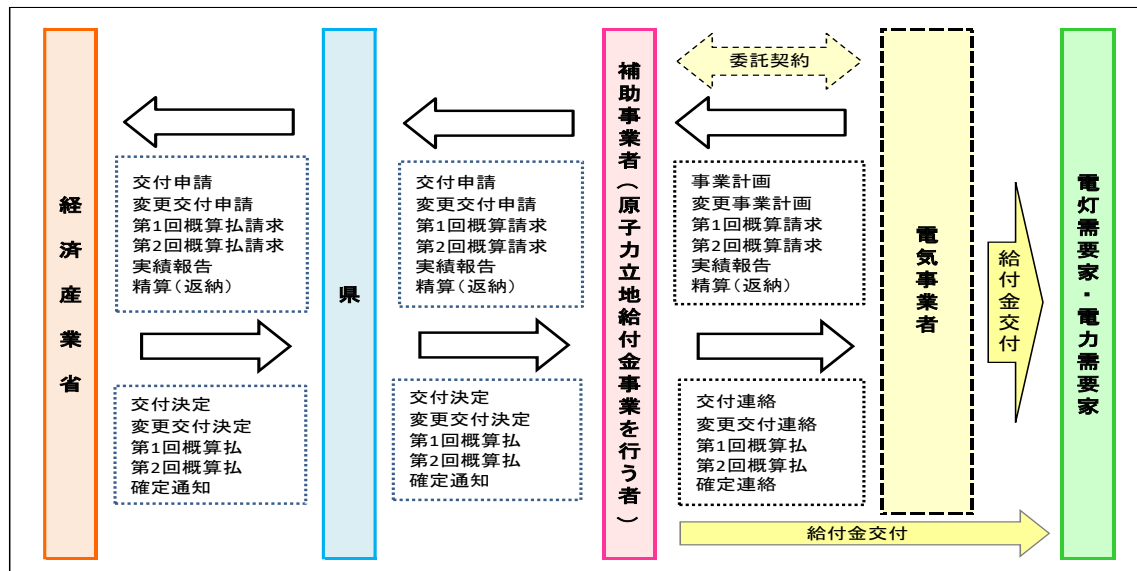 経済産業省
交付申請
変更交付申請
第1回概算払請求
第2回概算払請求
実績報告
精算(返納)
交付決定
変更交付決定
第1回概算払
第2回概算払
確定通知
県
交付申請
変更交付申請
第1回概算請求
第2回概算請求
実績報告
精算(返納)
交付決定
変更交付決定
第1回概算払
第2回概算払
確定通知
補助事業者(原子力立地給付金事業を行う者)
委託契約
事業計画
変更事業計画
第1回概算請求
第2回概算請求
実績報告
精算(返納)
交付連絡
変更交付連絡
第1回概算払
第2回概算払
確定連絡
給付金交付
電気事業者
給付金交付
電灯需要家・電力需要家